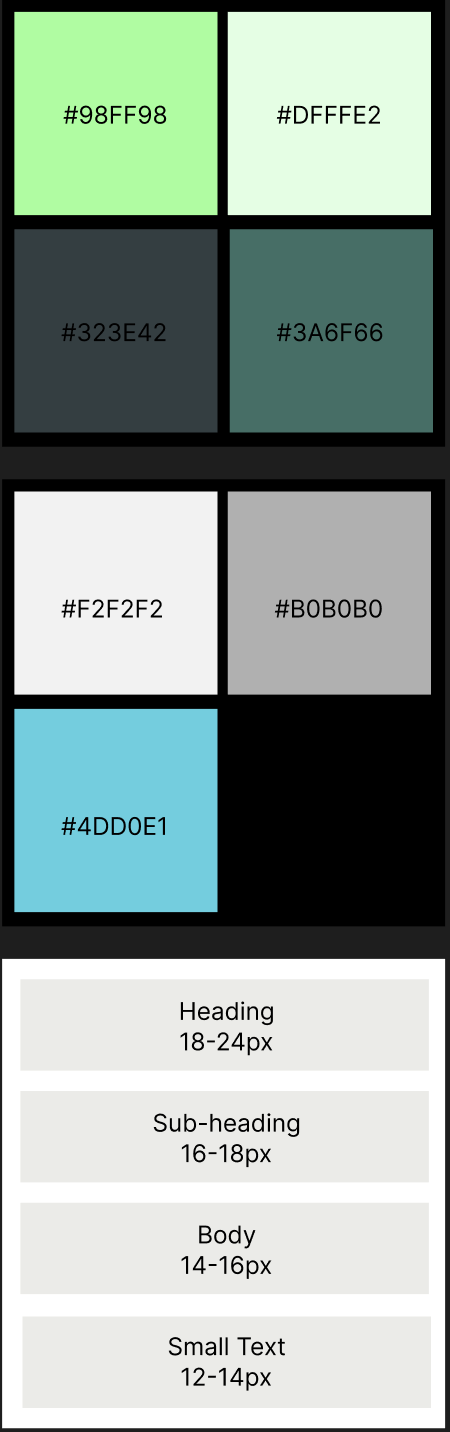 #98FF98
#DFFFE2
#323E42
#3A6F66
#F2F2F2
#B0B0B0
#4DD0E1
Heading
18-24px
Sub-heading
16-18px
Body
14-16px
Small Text
12-14px